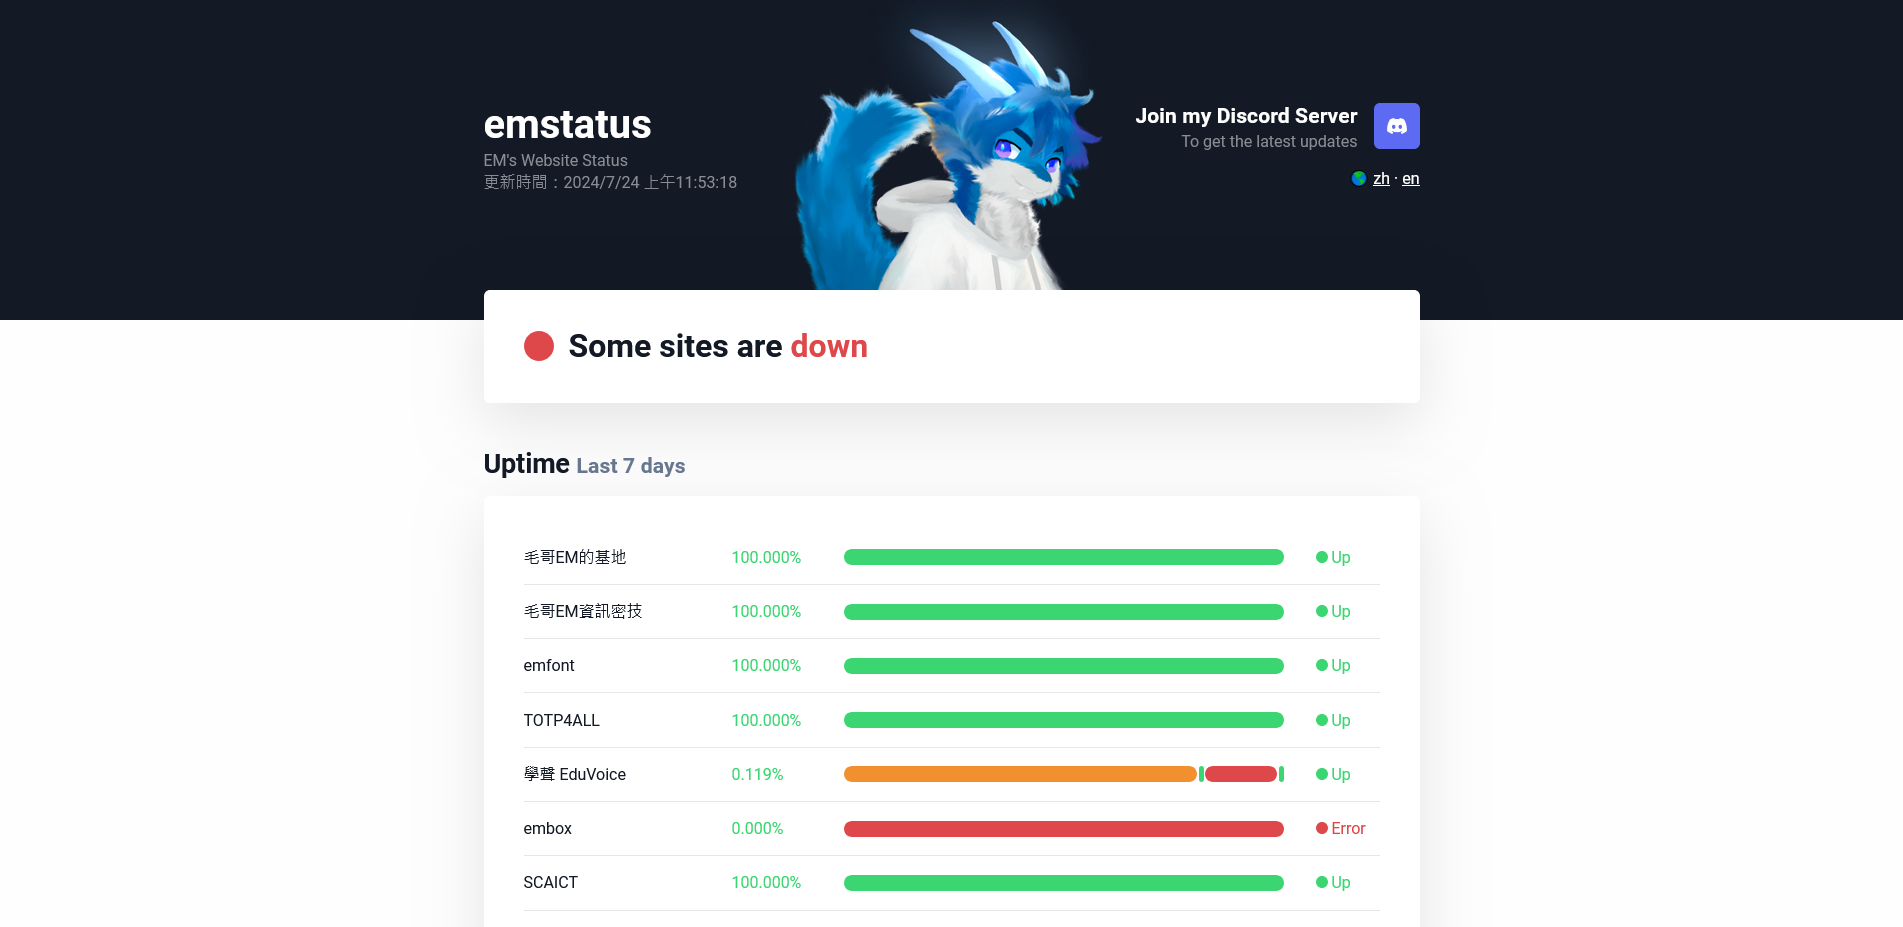 emstatus
EM's Website Status
更新時間：2024/7/24 上午11:53:18
Join my Discord Server
To get the latest updates
zh · en
Some sites are down
Uptime Last 7 days
毛哥EM的基地 100.000% Up
毛哥EM資訊密技 100.000% Up
emfont 100.000% Up
TOTP4ALL 100.000% Up
學聲 EduVoice 0.119% Up
embox 0.000% Error
SCAICT 100.000% Up